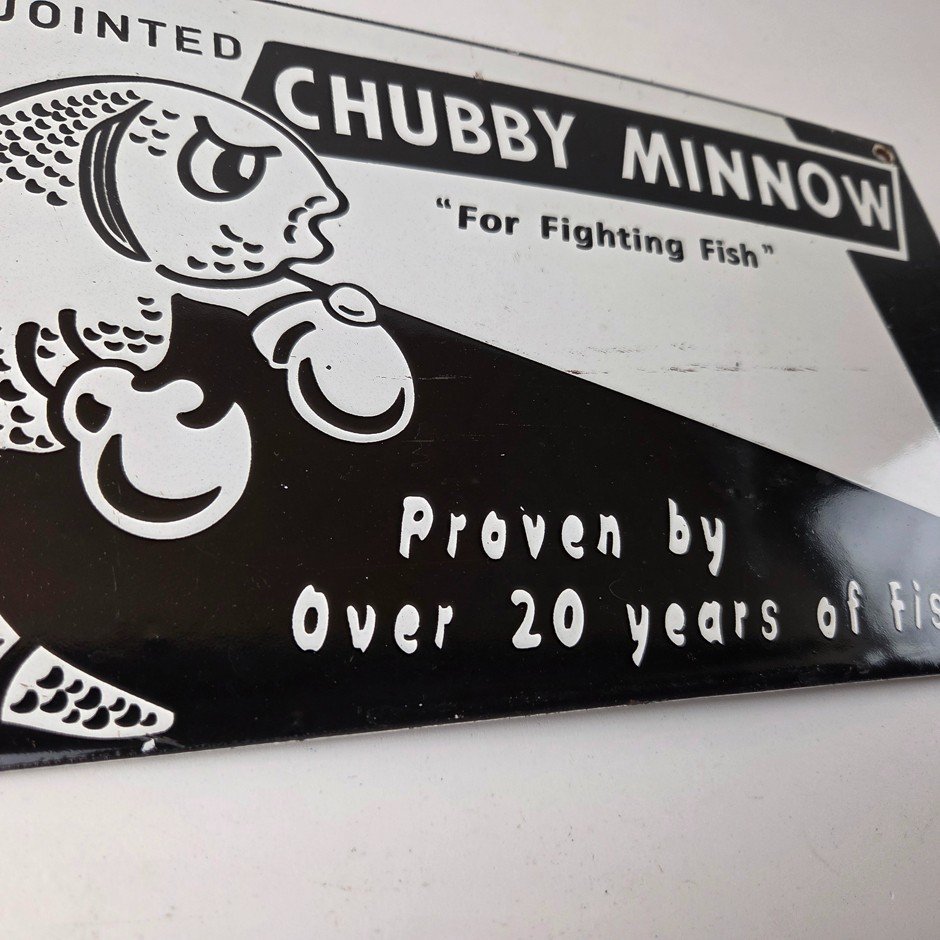 JOINTED
CHUBBY MINNOW
"For Fighting Fish"
Proven by
Over 20 years of